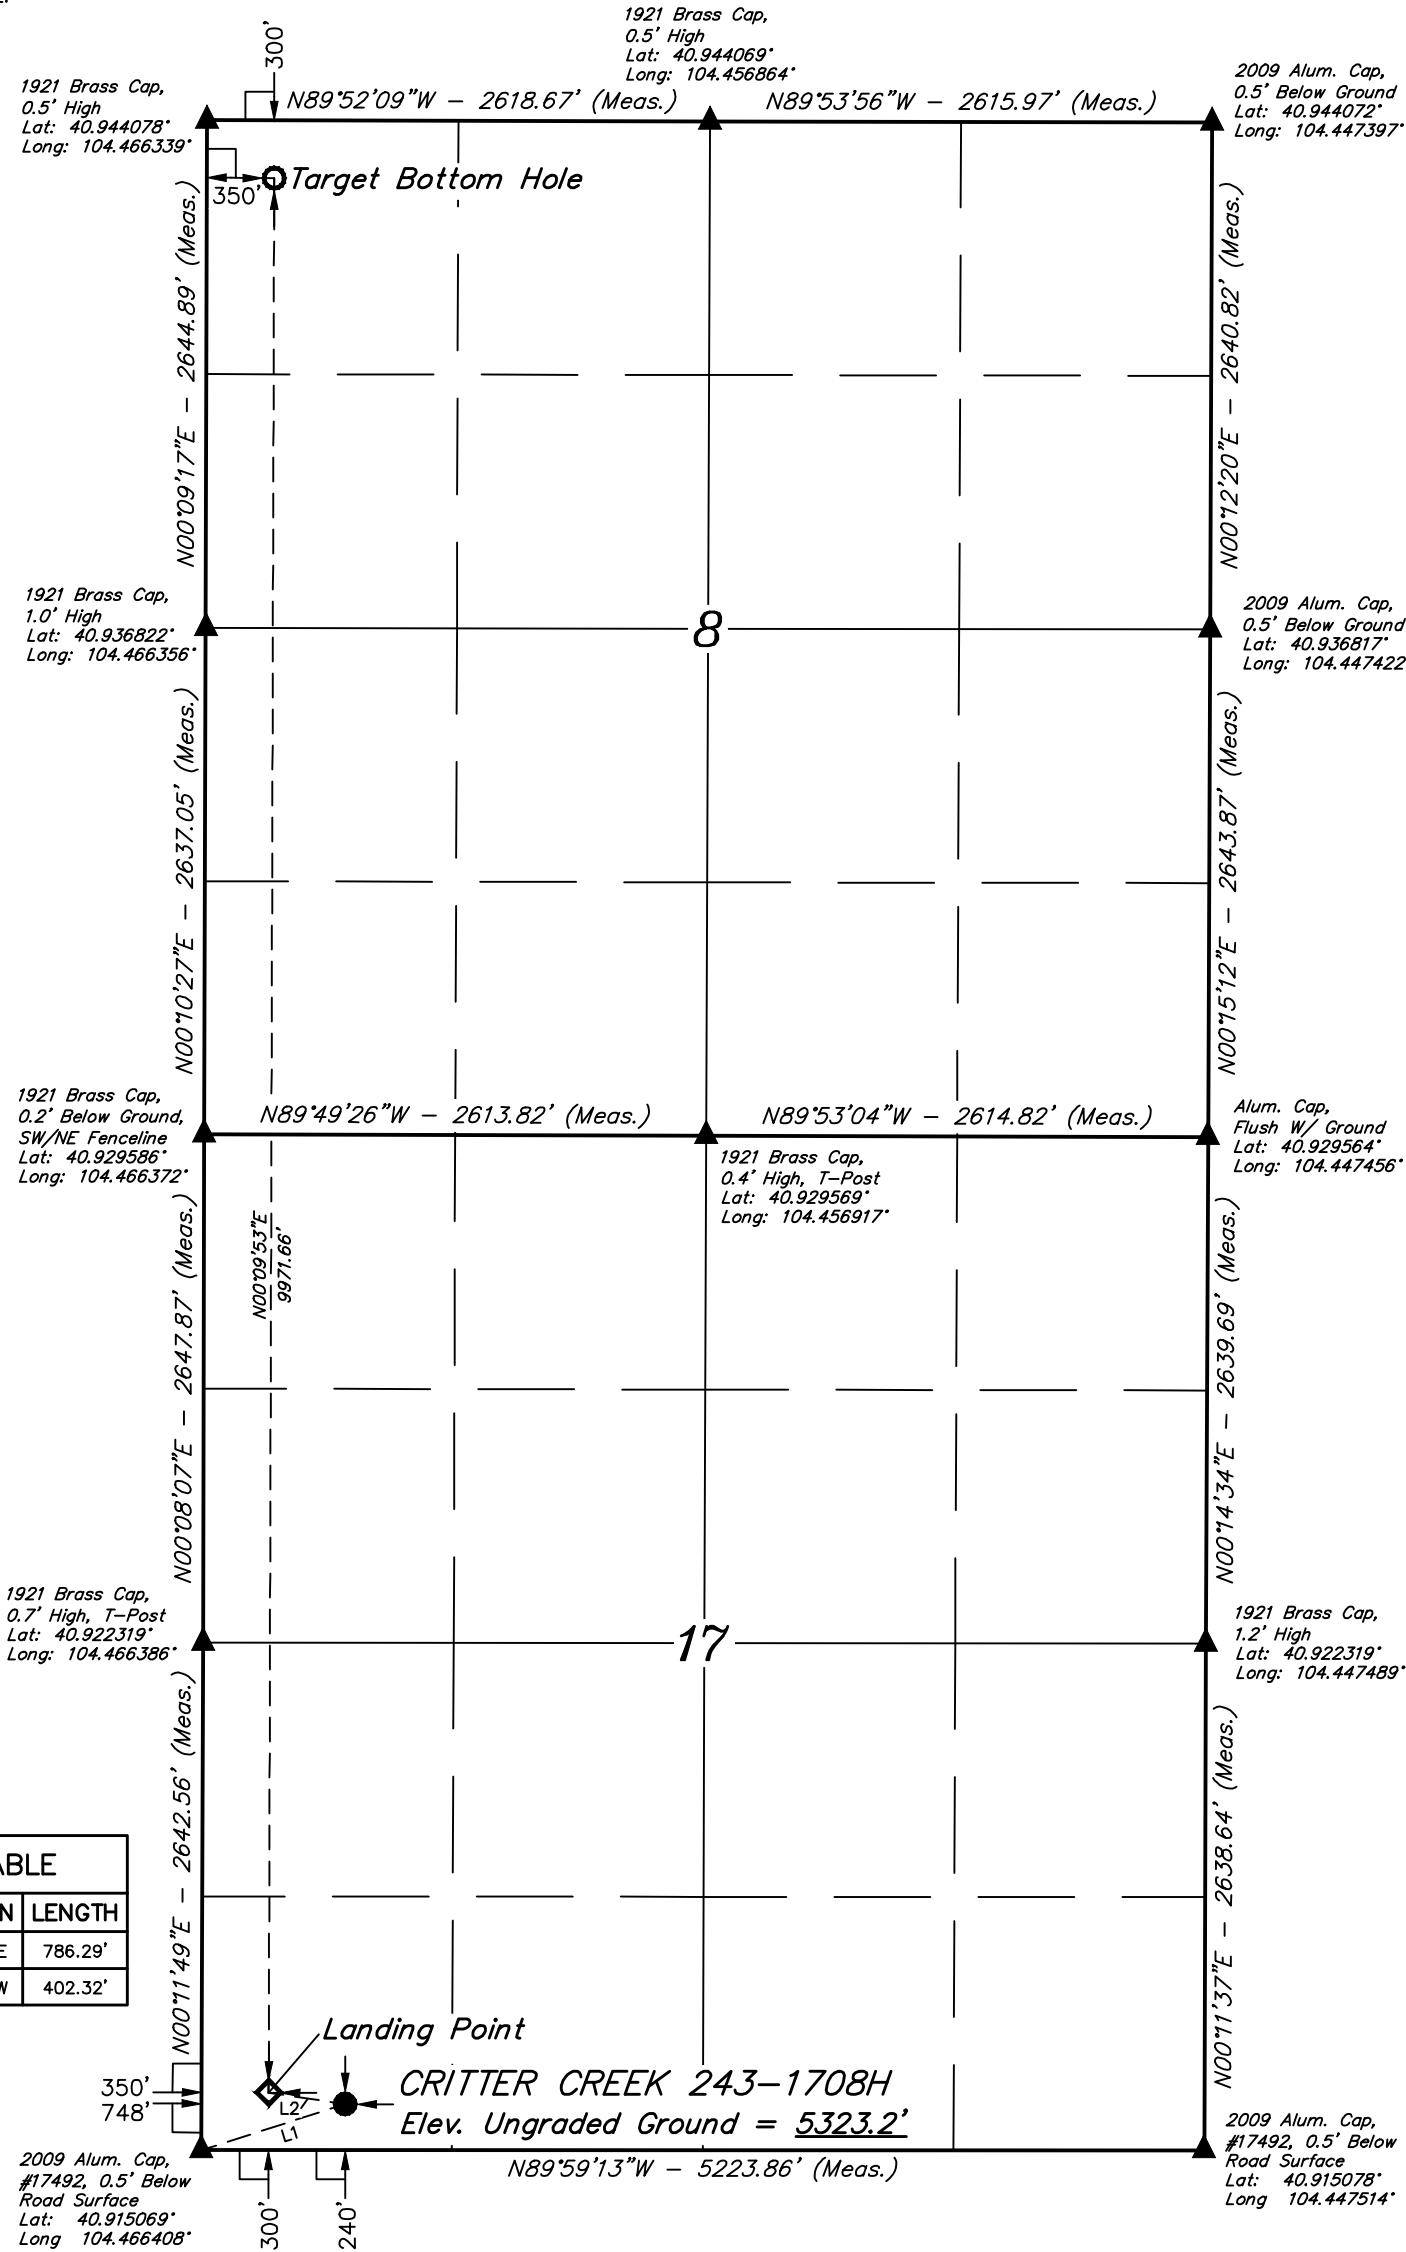 300'
1921 Brass Cap,
0.5' High
Lat: 40.944069°
Long: 104.456864°
1921 Brass Cap,
0.5' High
Lat: 40.944078°
Long: 104.466339°
N89°52'09"W - 2618.67' (Meas.)
N89°53'56"W - 2615.97' (Meas.)
2009 Alum. Cap,
0.5' Below Ground
Lat: 40.944072°
Long: 104.447397°
350'
Target Bottom Hole
N00°09'17"E - 2644.89' (Meas.)
N00°12'20"E - 2640.82' (Meas.)
1921 Brass Cap,
1.0' High
Lat: 40.936822°
Long: 104.466356°
8
2009 Alum. Cap,
0.5' Below Ground
Lat: 40.936817°
Long: 104.447422
N00°10'27"E - 2637.05' (Meas.)
N00°15'12"E - 2643.87' (Meas.)
1921 Brass Cap,
0.2' Below Ground,
SW/NE Fenceline
Lat: 40.929586°
Long: 104.466372°
N89°49'26"W - 2613.82' (Meas.)
N89°53'04"W - 2614.82' (Meas.)
1921 Brass Cap,
0.4' High, T-Post
Lat: 40.929569°
Long: 104.456917°
Alum. Cap,
Flush W/ Ground
Lat: 40.929564°
Long: 104.447456°
N00°08'07"E - 2647.87' (Meas.)
N00°09'53"E
9971.66'
N00°14'34"E - 2639.69' (Meas.)
1921 Brass Cap,
0.7' High, T-Post
Lat: 40.922319°
Long: 104.466386°
17
1921 Brass Cap,
1.2' High
Lat: 40.922319°
Long: 104.447489°
N00°11'49"E - 2642.56' (Meas.)
N00°11'37"E - 2638.64' (Meas.)
ABLE
N LENGTH
E 786.29'
W 402.32'
Landing Point
350'
748'
L2
L1
CRITTER CREEK 243-1708H
Elev. Ungraded Ground = 5323.2'
2009 Alum. Cap,
#17492, 0.5' Below
Road Surface
Lat: 40.915069°
Long 104.466408°
300'
240'
N89°59'13"W - 5223.86' (Meas.)
2009 Alum. Cap,
#17492, 0.5' Below
Road Surface
Lat: 40.915078°
Long 104.447514°